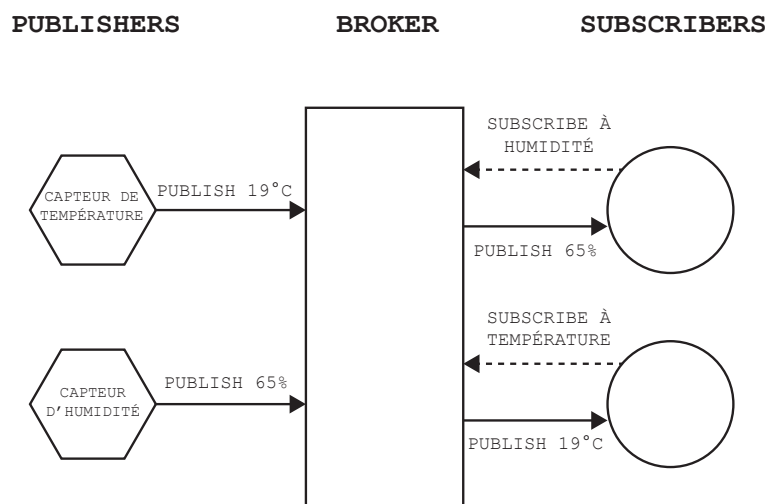 PUBLISHERS
BROKER
SUBSCRIBERS
CAPTEUR DE
TEMPÉRATURE
PUBLISH 19°C
SUBSCRIBE À
HUMIDITÉ
PUBLISH 65%
CAPTEUR
D'HUMIDITÉ
PUBLISH 65%
SUBSCRIBE À
TEMPÉRATURE
PUBLISH 19°C